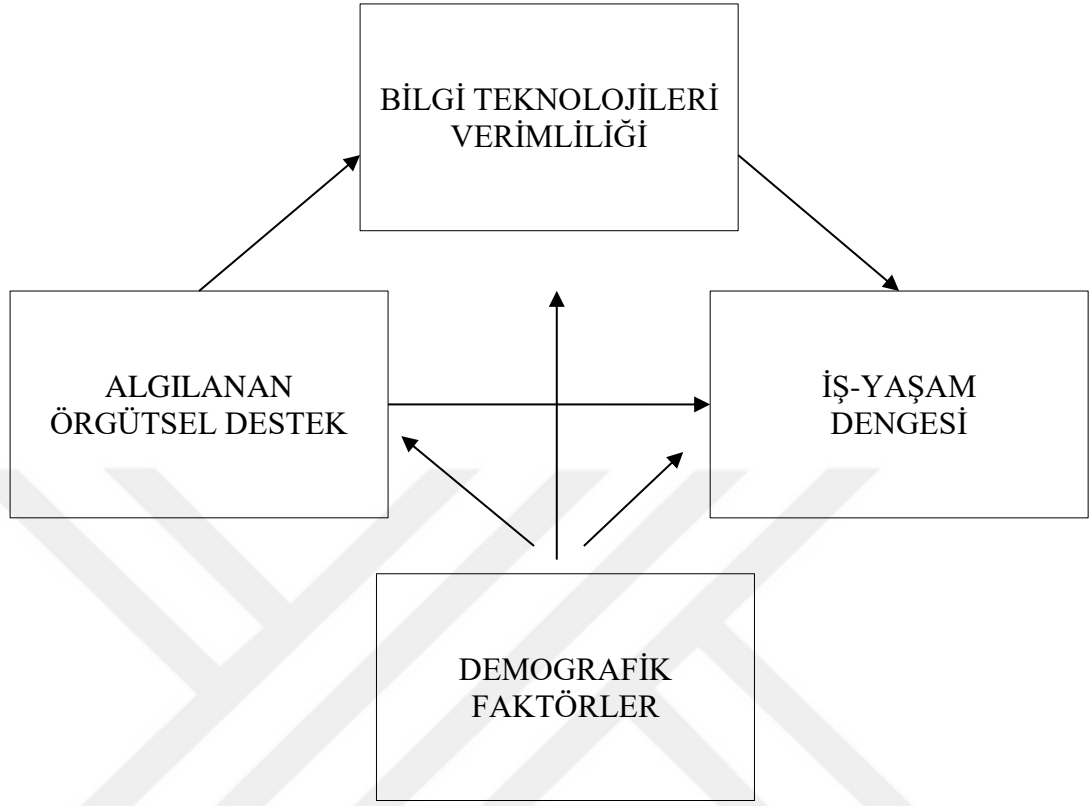 BİLGİ TEKNOLOJİLERİ
VERİMLİLİĞİ
ALGILANAN
ÖRGÜTSEL DESTEK
İŞ-YAŞAM
DENGESİ
DEMOGRAFİK
FAKTÖRLER